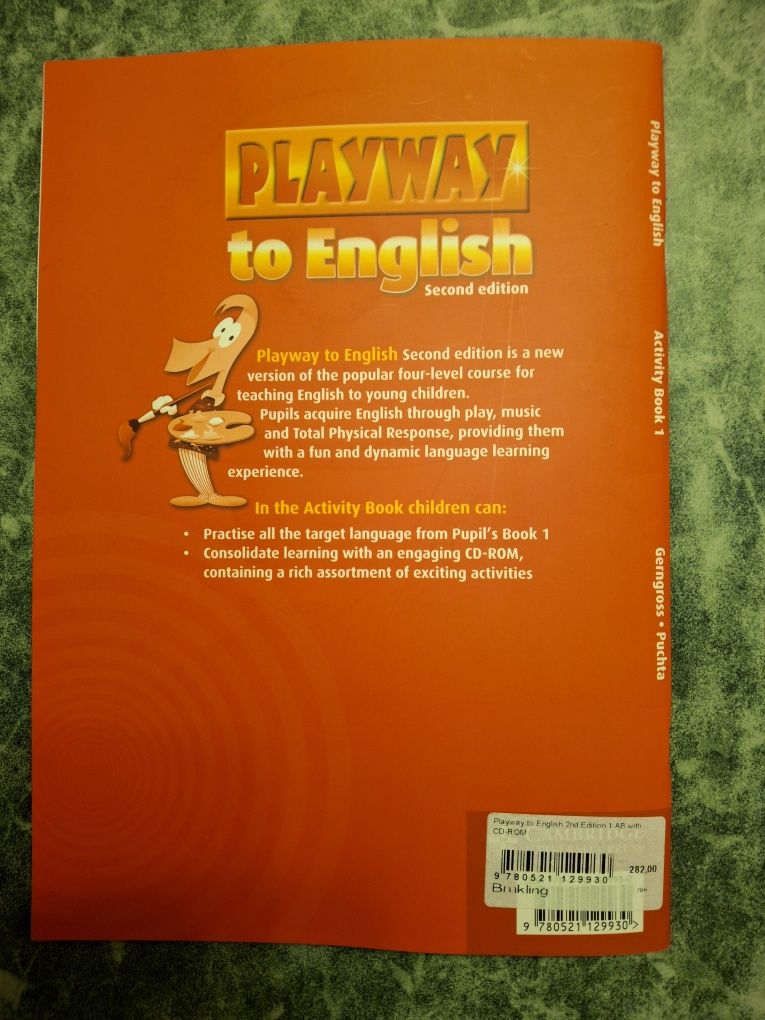 PLAYWAY
to English
Second edition
Playway to English Second edition is a new
version of the popular four-level course for
teaching English to young children.
Pupils acquire English through play, music
and Total Physical Response, providing them
with a fun and dynamic language learning
experience.
In the Activity Book children can:
• Practise all the target language from Pupil's Book 1
• Consolidate learning with an engaging CD-ROM,
containing a rich assortment of exciting activities
Playway to English
Activity Book 1
Gerngross • Puchta
Playway to English 2nd Edition 1 AB with
CD-ROM
282,00
9 780521 129930
грн
9 780521 129930>